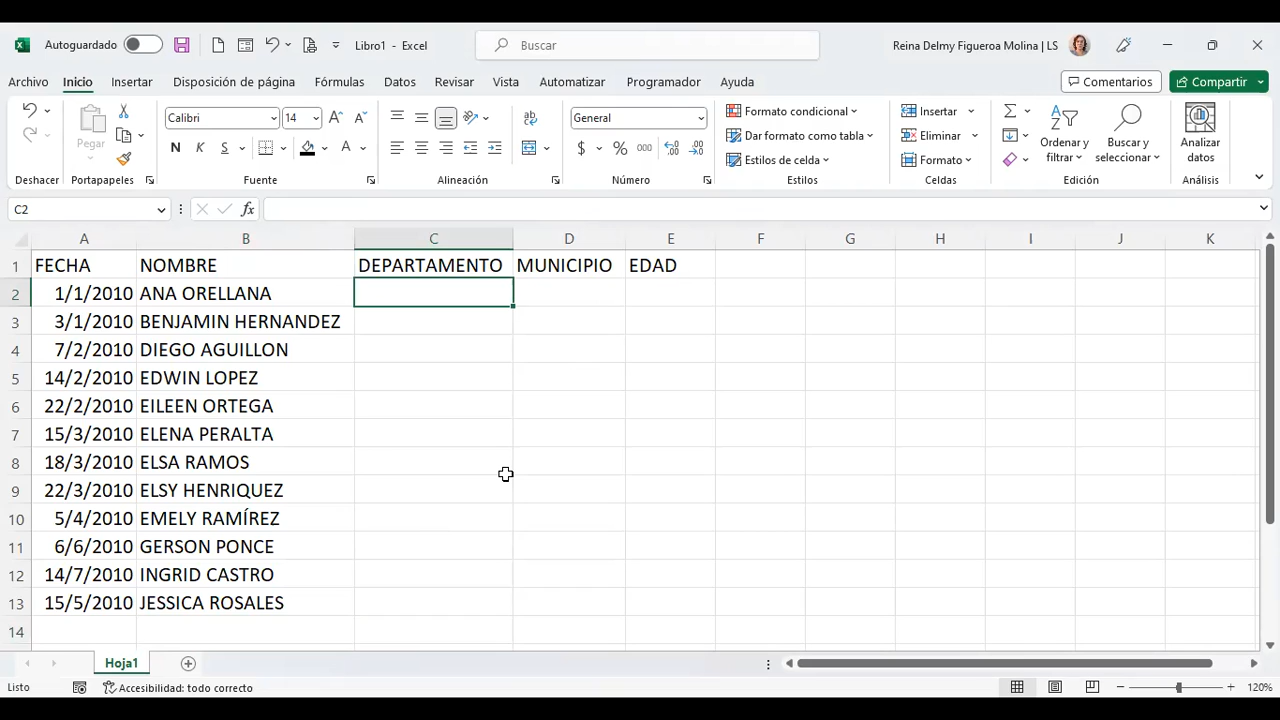 Autoguardado Libro1 - Excel Buscar Reina Delmy Figueroa Molina | LS
Archivo Inicio Insertar Disposición de página Fórmulas Datos Revisar Vista Automatizar Programador Ayuda Comentarios Compartir
Pegar
Calibri 14
N K S
ab
General
$ % 000
Formato condicional
Dar formato como tabla
Estilos de celda
Insertar
Eliminar
Formato
Ordenar y filtrar
Buscar y seleccionar
Analizar datos
Deshacer Portapapeles Fuente Alineación Número Estilos Celdas Edición Análisis
C2 fx
A B C D E F G H I J K
1 FECHA NOMBRE DEPARTAMENTO MUNICIPIO EDAD
2 1/1/2010 ANA ORELLANA
3 3/1/2010 BENJAMIN HERNANDEZ
4 7/2/2010 DIEGO AGUILLON
5 14/2/2010 EDWIN LOPEZ
6 22/2/2010 EILEEN ORTEGA
7 15/3/2010 ELENA PERALTA
8 18/3/2010 ELSA RAMOS
9 22/3/2010 ELSY HENRIQUEZ
10 5/4/2010 EMELY RAMÍREZ
11 6/6/2010 GERSON PONCE
12 14/7/2010 INGRID CASTRO
13 15/5/2010 JESSICA ROSALES
14
Hoja1
Listo Accesibilidad: todo correcto 120%